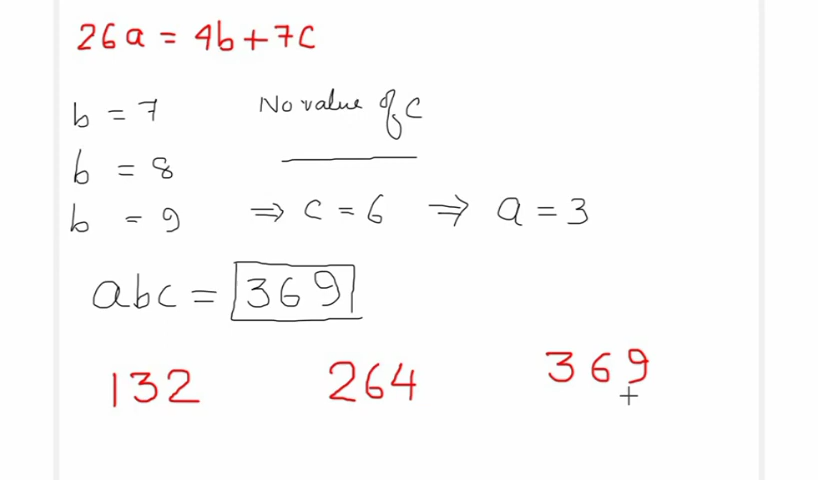 26a = 4b + 7c
b = 7 No value of c
b = 8 ———
b = 9 ⇒ c = 6 ⇒ a = 3
abc = 369
132 264 369